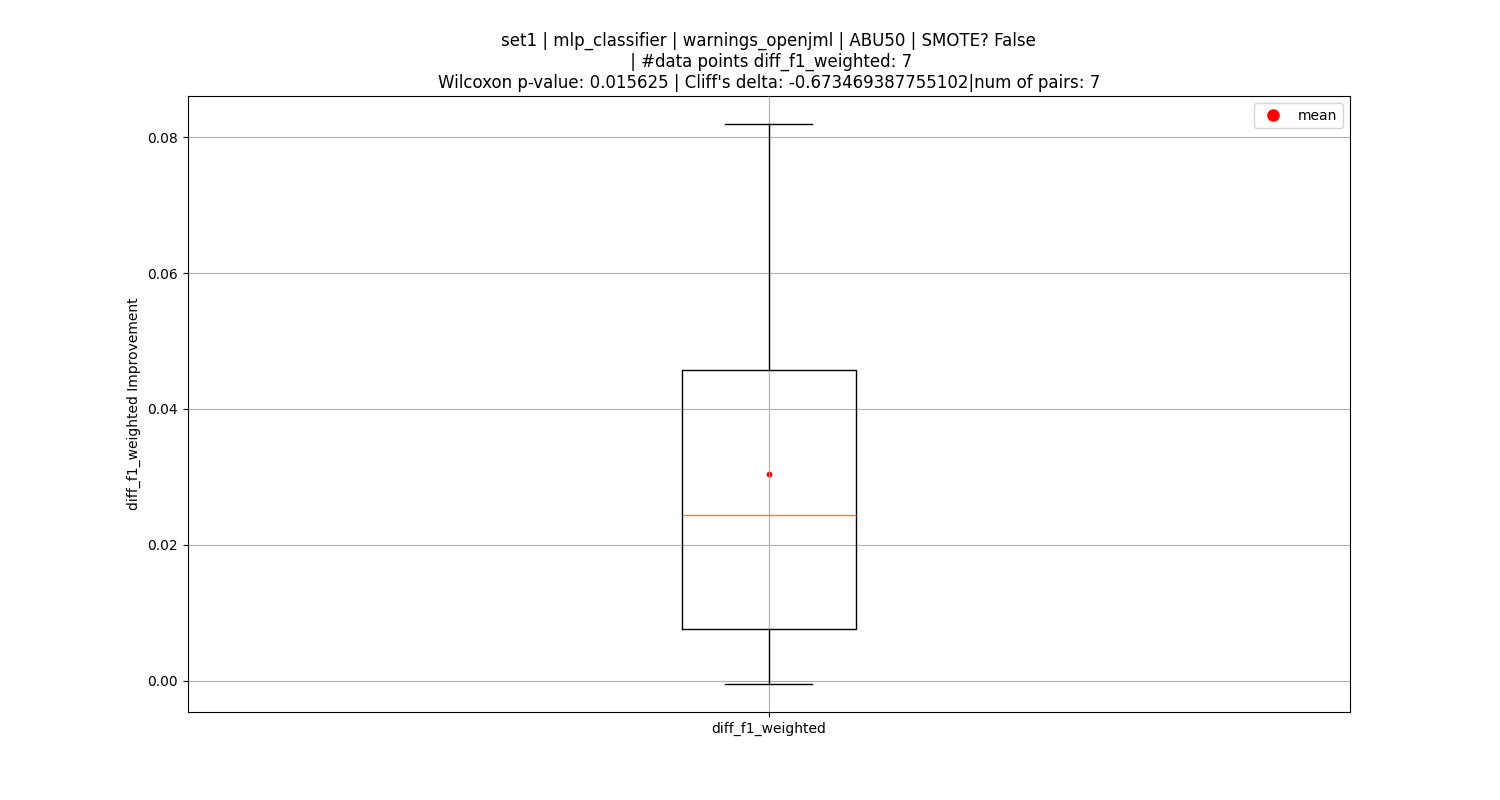 set1 | mlp_classifier | warnings_openjml | ABU50 | SMOTE? False
| #data points diff_f1_weighted: 7
Wilcoxon p-value: 0.015625 | Cliff's delta: -0.673469387755102|num of pairs: 7
mean
0.08
0.06
0.04
0.02
0.00
diff_f1_weighted Improvement
diff_f1_weighted